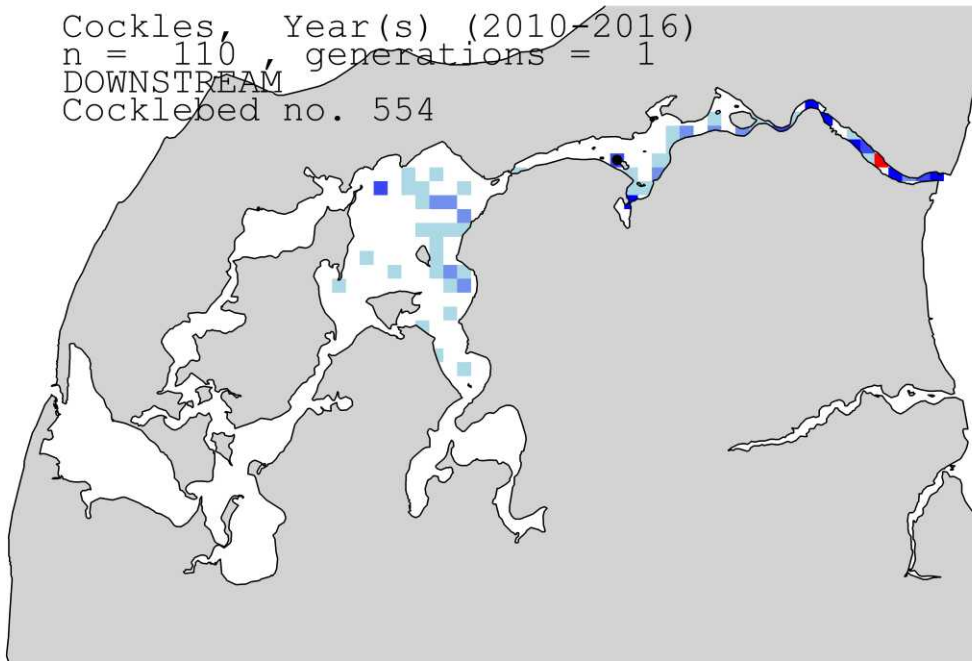 Cockles, Year(s) (2010-2016)
n = 110 , generations = 1
DOWNSTREAM
Cocklebed no. 554